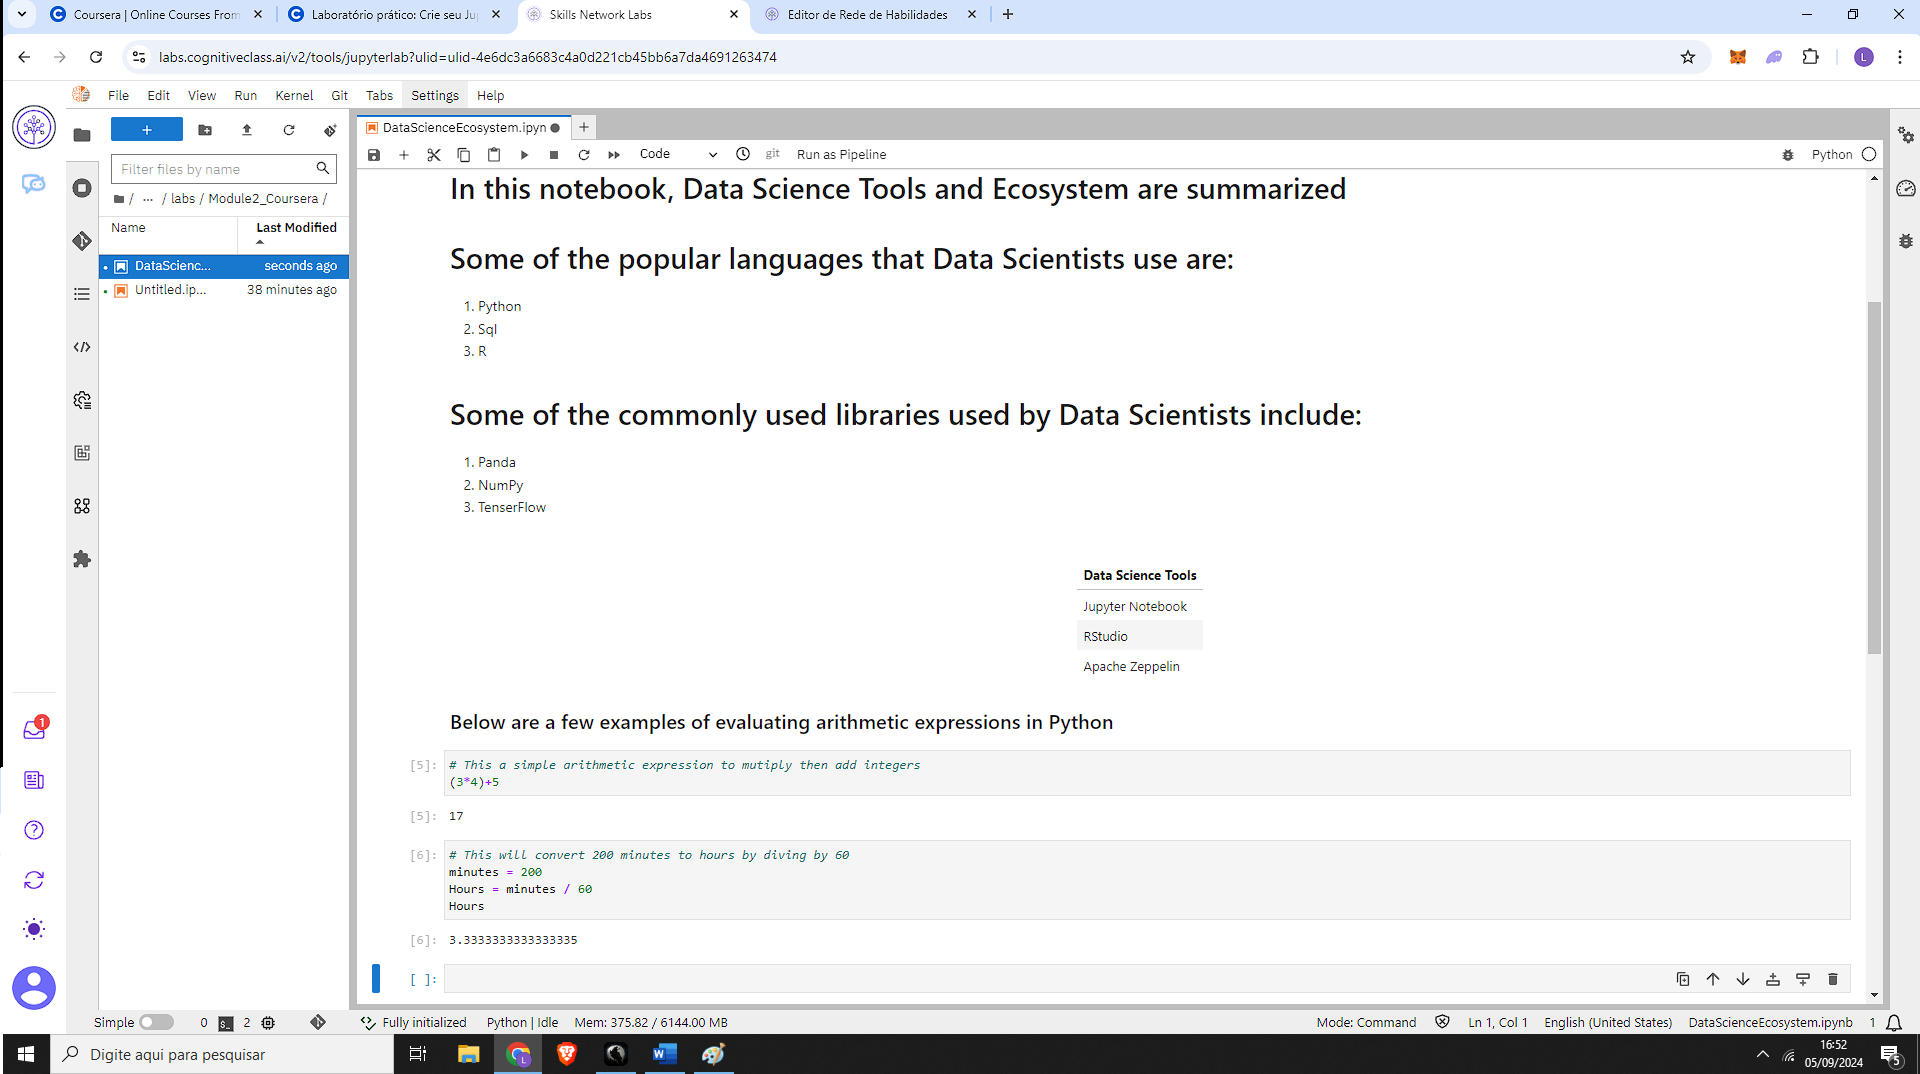 Coursera | Online Courses From
Laboratório prático: Crie seu Ju
Skills Network Labs
Editor de Rede de Habilidades
labs.cognitiveclass.ai/v2/tools/jupyterlab?ulid=ulid-4e6dc3a6683c4a0d221cb45bb6a7da4691263474
L
File Edit View Run Kernel Git Tabs Settings Help
DataScienceEcosystem.ipyn
Code
git
Run as Pipeline
Python
Filter files by name
/ ... / labs / Module2_Coursera /
Name Last Modified
DataScienc... seconds ago
Untitled.ip... 38 minutes ago
In this notebook, Data Science Tools and Ecosystem are summarized
Some of the popular languages that Data Scientists use are:
1. Python
2. Sql
3. R
Some of the commonly used libraries used by Data Scientists include:
1. Panda
2. NumPy
3. TenserFlow
Data Science Tools
Jupyter Notebook
RStudio
Apache Zeppelin
Below are a few examples of evaluating arithmetic expressions in Python
[5]: # This a simple arithmetic expression to mutiply then add integers
(3*4)+5
[5]: 17
[6]: # This will convert 200 minutes to hours by diving by 60
minutes = 200
Hours = minutes / 60
Hours
[6]: 3.3333333333333335
[ ]:
1
Simple 0 $_ 2 Fully initialized Python | Idle Mem: 375.82 / 6144.00 MB Mode: Command Ln 1, Col 1 English (United States) DataScienceEcosystem.ipynb 1
Digite aqui para pesquisar
L
W
16:52
05/09/2024
5